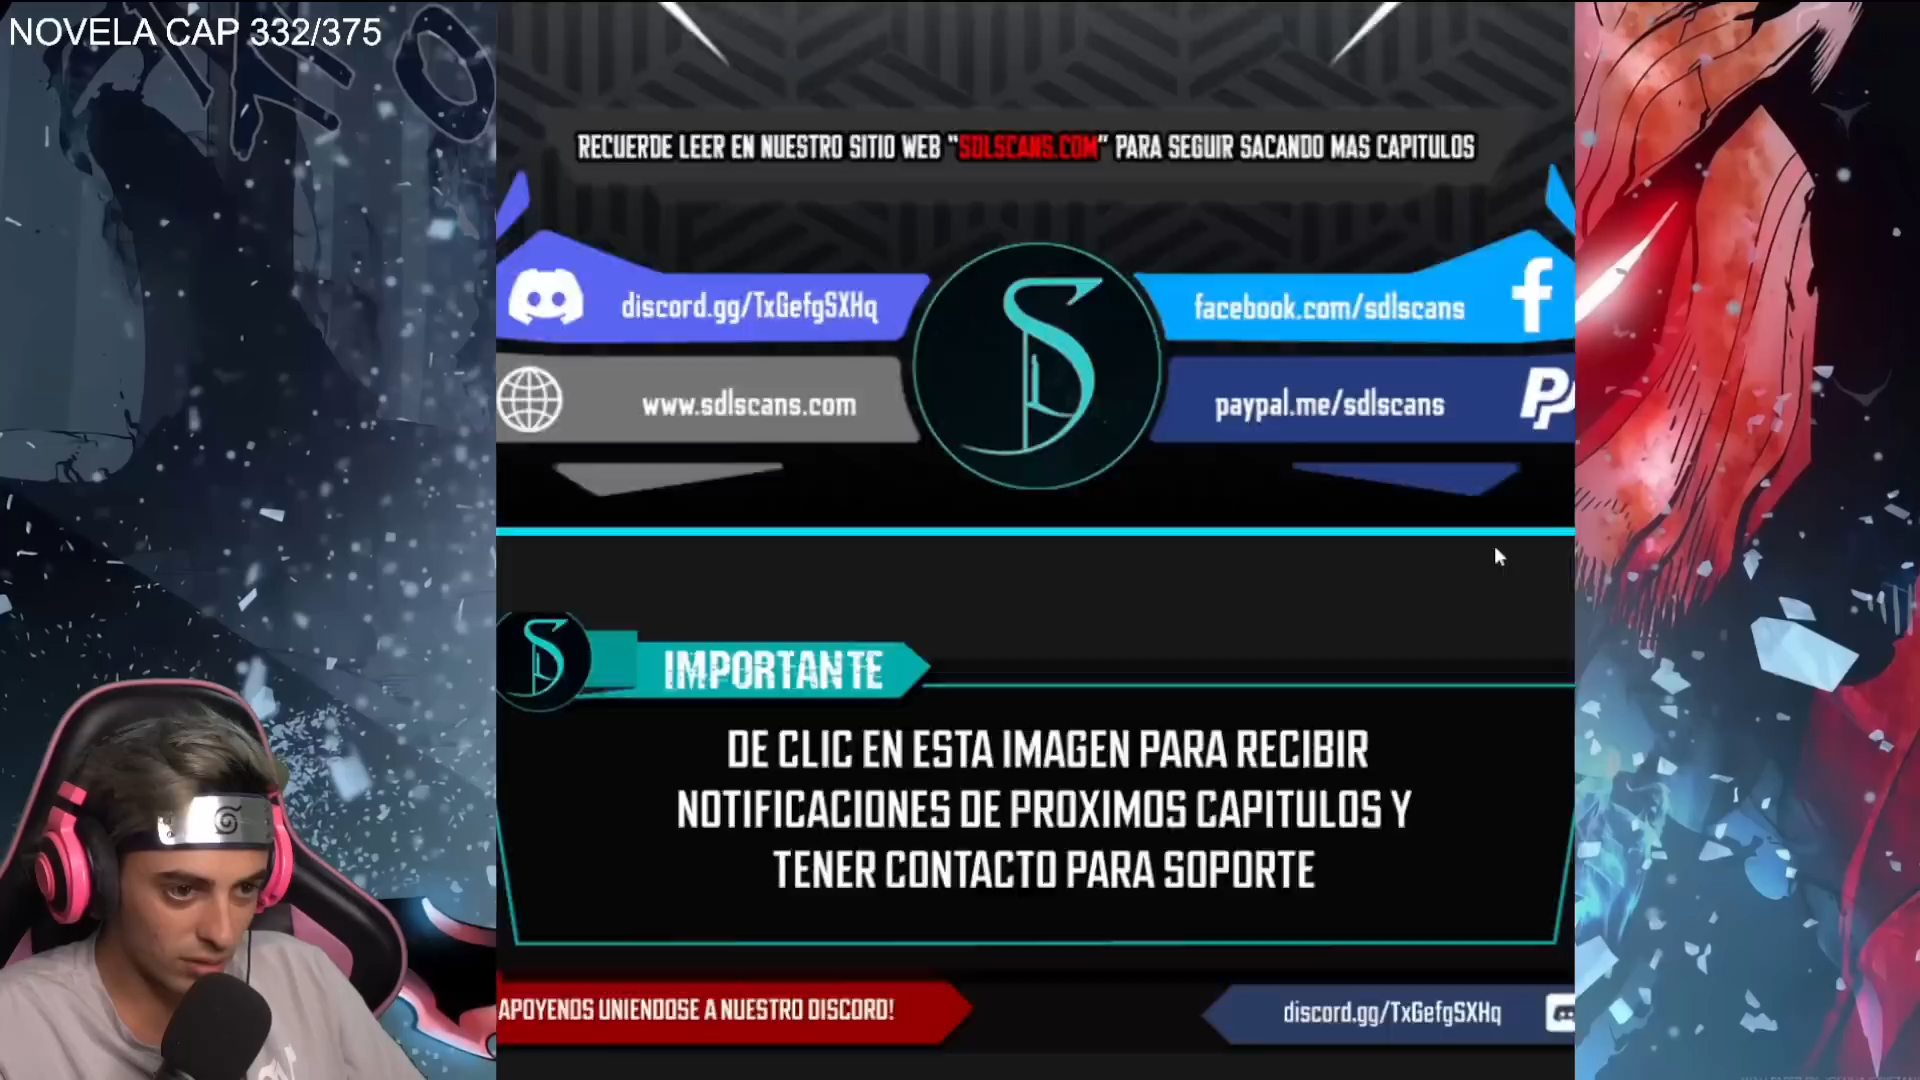 NOVELA CAP 332/375
RECUERDE LEER EN NUESTRO SITIO WEB "SDLSCANS.COM" PARA SEGUIR SACANDO MAS CAPITULOS
discord.gg/TxGefgSXHq
facebook.com/sdlscans
www.sdlscans.com
paypal.me/sdlscans
IMPORTANTE
DE CLIC EN ESTA IMAGEN PARA RECIBIR
NOTIFICACIONES DE PROXIMOS CAPITULOS Y
TENER CONTACTO PARA SOPORTE
APOYENOS UNIENDOSE A NUESTRO DISCORD!
discord.gg/TxGefgSXHq